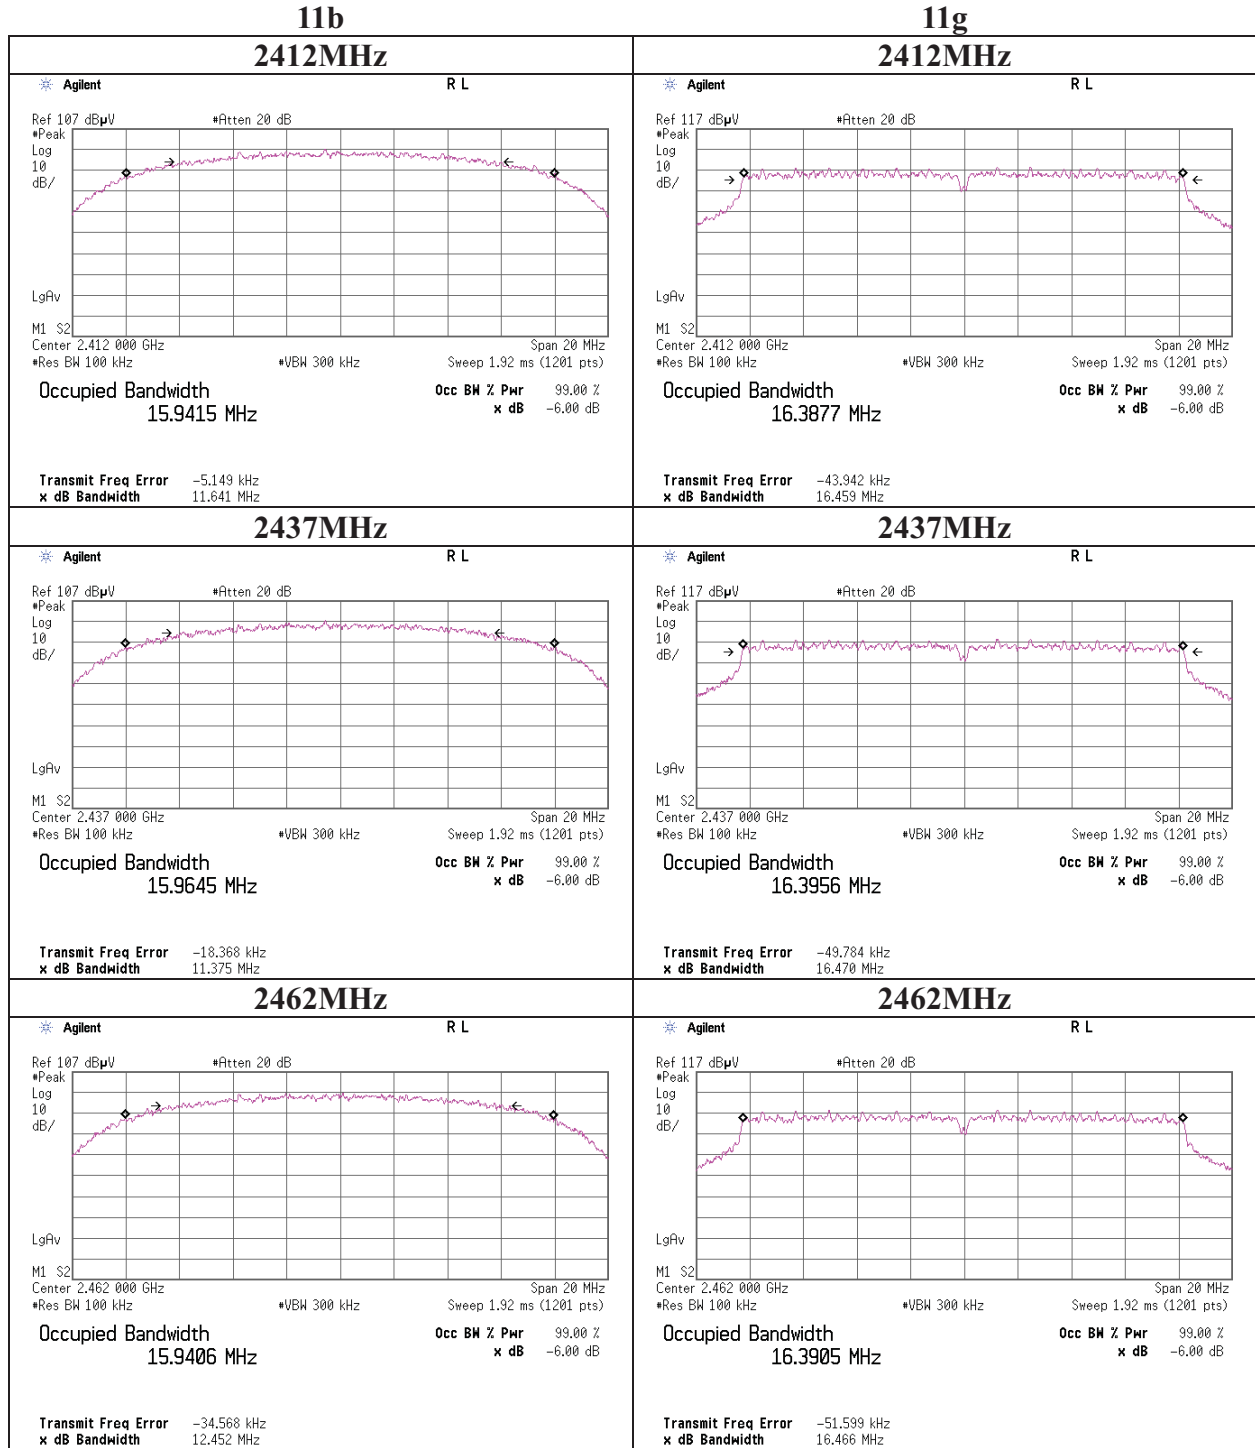 11b 11g
2412MHz 2412MHz
Agilent R L
Ref 107 dBµV #Atten 20 dB
#Peak
Log
10
dB/
LgAv
M1 S2
Center 2.412 000 GHz Span 20 MHz
#Res BW 100 kHz #VBW 300 kHz Sweep 1.92 ms (1201 pts)
Occupied Bandwidth Occ BW % Pwr 99.00 %
15.9415 MHz x dB -6.00 dB
Transmit Freq Error -5.149 kHz
x dB Bandwidth 11.641 MHz
Agilent R L
Ref 117 dBµV #Atten 20 dB
#Peak
Log
10
dB/
LgAv
M1 S2
Center 2.412 000 GHz Span 20 MHz
#Res BW 100 kHz #VBW 300 kHz Sweep 1.92 ms (1201 pts)
Occupied Bandwidth Occ BW % Pwr 99.00 %
16.3877 MHz x dB -6.00 dB
Transmit Freq Error -43.942 kHz
x dB Bandwidth 16.459 MHz
2437MHz 2437MHz
Agilent R L
Ref 107 dBµV #Atten 20 dB
#Peak
Log
10
dB/
LgAv
M1 S2
Center 2.437 000 GHz Span 20 MHz
#Res BW 100 kHz #VBW 300 kHz Sweep 1.92 ms (1201 pts)
Occupied Bandwidth Occ BW % Pwr 99.00 %
15.9645 MHz x dB -6.00 dB
Transmit Freq Error -18.368 kHz
x dB Bandwidth 11.375 MHz
Agilent R L
Ref 117 dBµV #Atten 20 dB
#Peak
Log
10
dB/
LgAv
M1 S2
Center 2.437 000 GHz Span 20 MHz
#Res BW 100 kHz #VBW 300 kHz Sweep 1.92 ms (1201 pts)
Occupied Bandwidth Occ BW % Pwr 99.00 %
16.3956 MHz x dB -6.00 dB
Transmit Freq Error -49.784 kHz
x dB Bandwidth 16.470 MHz
2462MHz 2462MHz
Agilent R L
Ref 107 dBµV #Atten 20 dB
#Peak
Log
10
dB/
LgAv
M1 S2
Center 2.462 000 GHz Span 20 MHz
#Res BW 100 kHz #VBW 300 kHz Sweep 1.92 ms (1201 pts)
Occupied Bandwidth Occ BW % Pwr 99.00 %
15.9406 MHz x dB -6.00 dB
Transmit Freq Error -34.568 kHz
x dB Bandwidth 12.452 MHz
Agilent R L
Ref 117 dBµV #Atten 20 dB
#Peak
Log
10
dB/
LgAv
M1 S2
Center 2.462 000 GHz Span 20 MHz
#Res BW 100 kHz #VBW 300 kHz Sweep 1.92 ms (1201 pts)
Occupied Bandwidth Occ BW % Pwr 99.00 %
16.3905 MHz x dB -6.00 dB
Transmit Freq Error -51.599 kHz
x dB Bandwidth 16.466 MHz